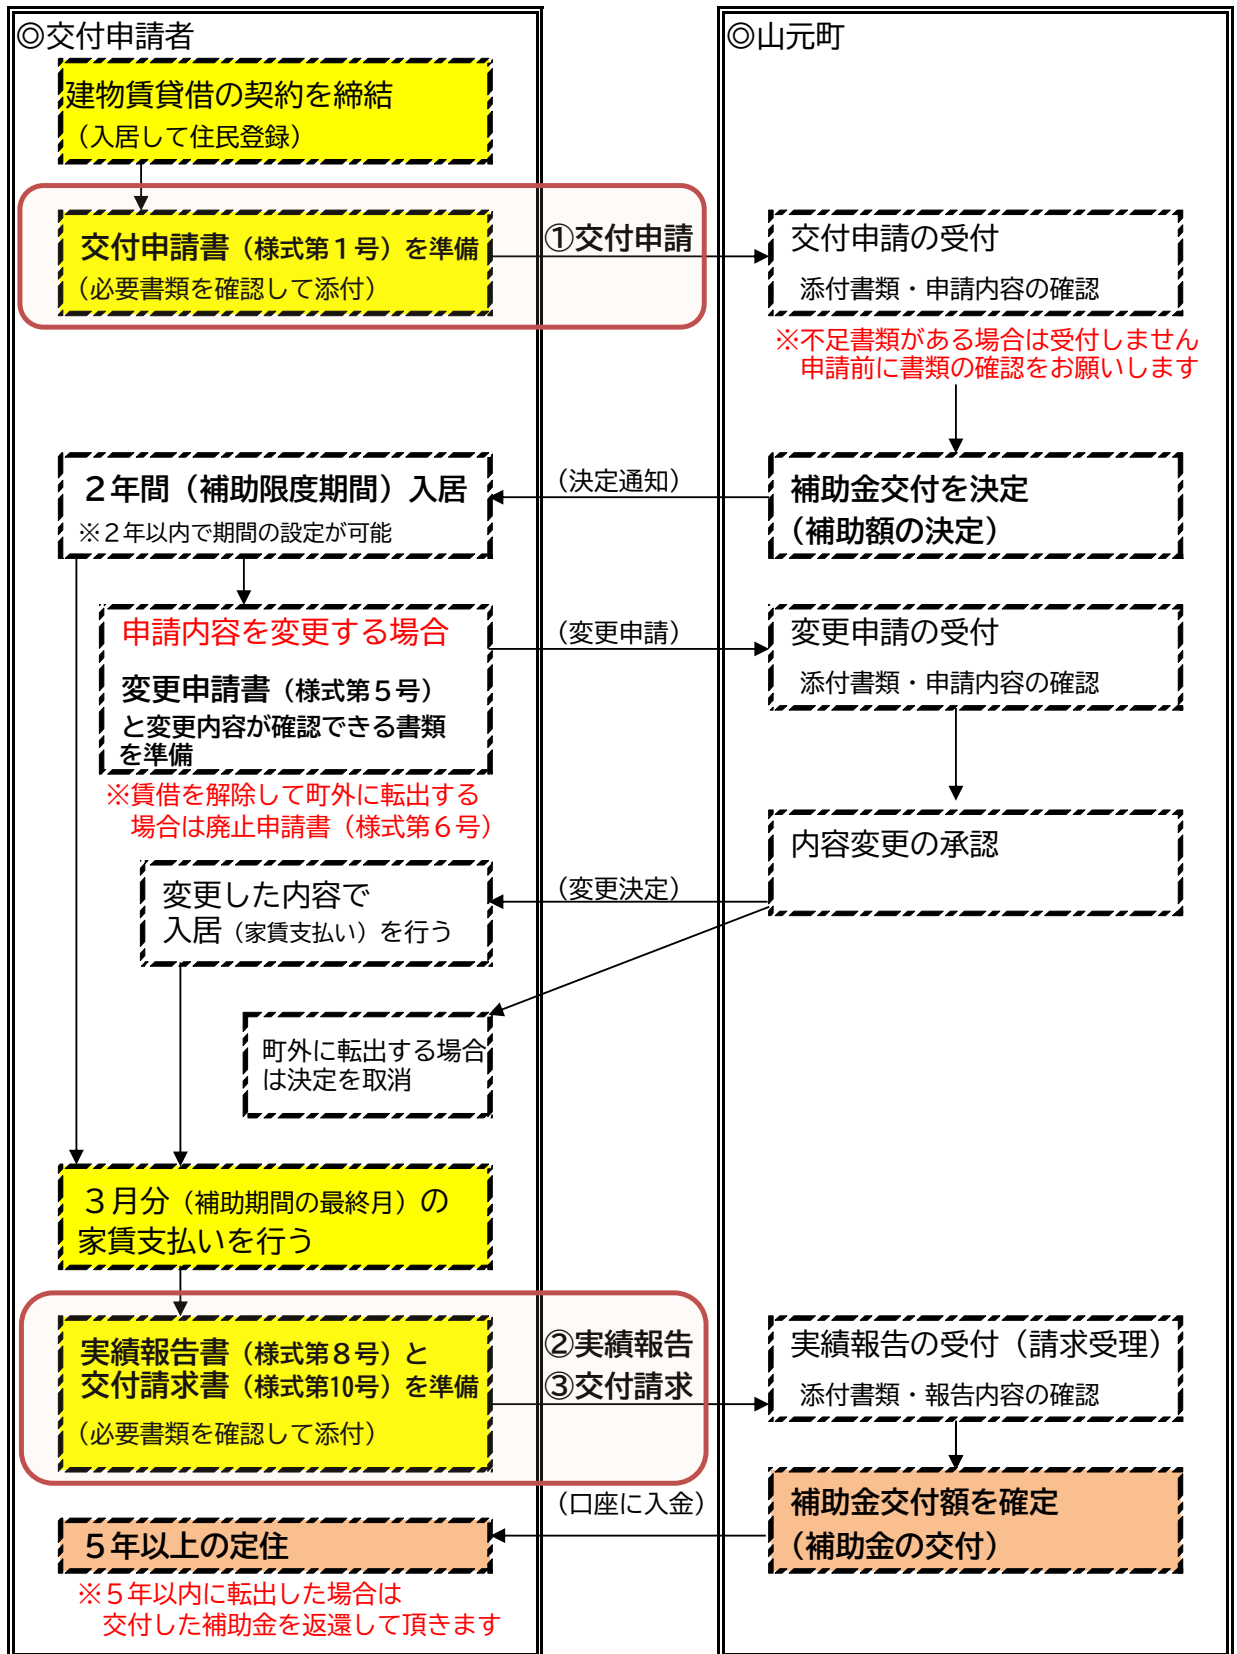 ◎交付申請者
建物賃貸借の契約を締結
（入居して住民登録）
交付申請書（様式第１号）を準備
（必要書類を確認して添付）
①交付申請
◎山元町
交付申請の受付
添付書類・申請内容の確認
※不足書類がある場合は受付しません
申請前に書類の確認をお願いします
補助金交付を決定
（補助額の決定）
（決定通知）
２年間（補助限度期間）入居
※２年以内で期間の設定が可能
申請内容を変更する場合
変更申請書（様式第５号）
と変更内容が確認できる書類
を準備
※賃借を解除して町外に転出する
場合は廃止申請書（様式第６号）
（変更申請）
変更申請の受付
添付書類・申請内容の確認
内容変更の承認
（変更決定）
変更した内容で
入居（家賃支払い）を行う
町外に転出する場合
は決定を取消
３月分（補助期間の最終月）の
家賃支払いを行う
実績報告書（様式第８号）と
交付請求書（様式第10号）を準備
（必要書類を確認して添付）
②実績報告
③交付請求
実績報告の受付（請求受理）
添付書類・報告内容の確認
補助金交付額を確定
（補助金の交付）
（口座に入金）
５年以上の定住
※５年以内に転出した場合は
交付した補助金を返還して頂きます